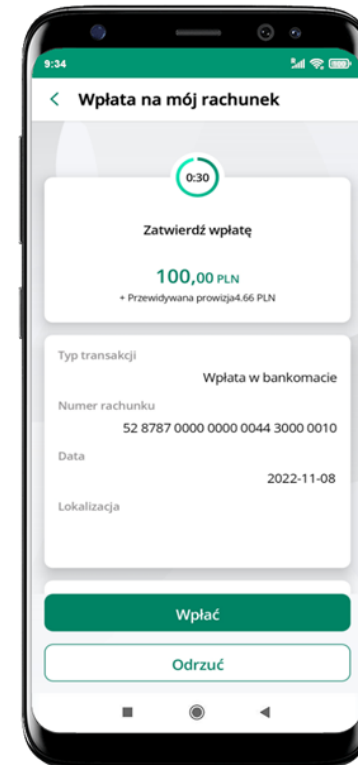 9:34
Wpłata na mój rachunek
0:30
Zatwierdź wpłatę
100,00 PLN
+ Przewidywana prowizja4.66 PLN
Typ transakcji
Wpłata w bankomacie
Numer rachunku
52 8787 0000 0000 0044 3000 0010
Data
2022-11-08
Lokalizacja
Wpłać
Odrzuć